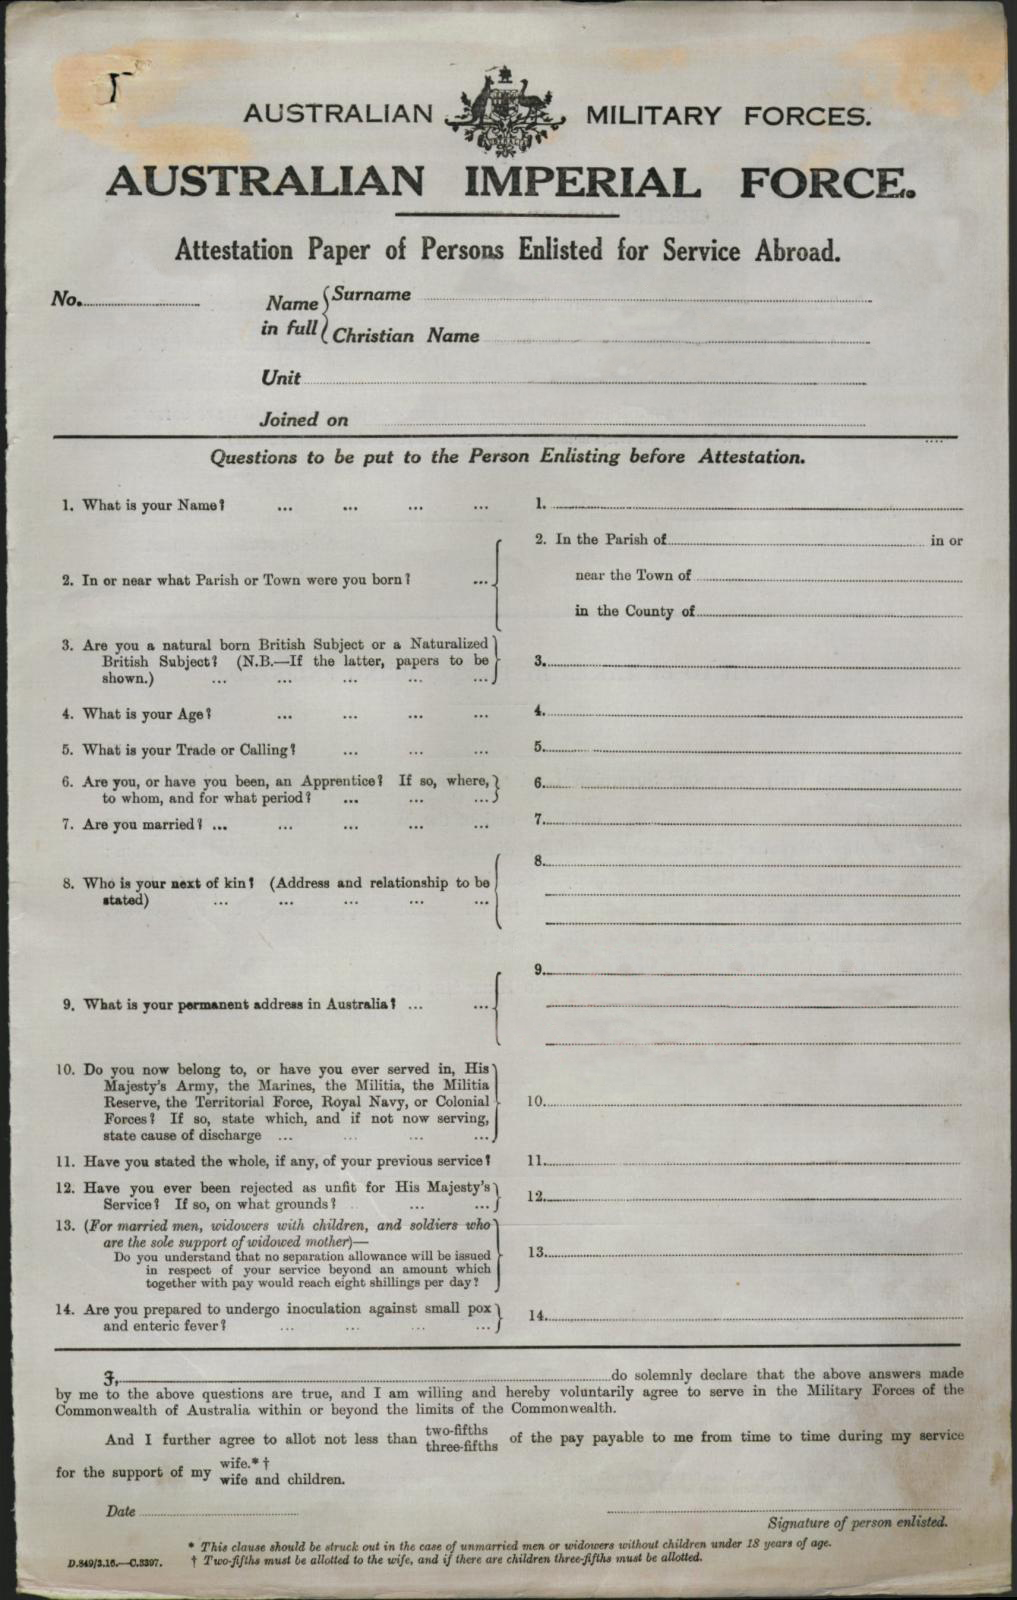 AUSTRALIAN MILITARY FORCES.
AUSTRALIAN IMPERIAL FORCE.
Attestation Paper of Persons Enlisted for Service Abroad.
No.
Name in full { Surname
Christian Name
Unit
Joined on
Questions to be put to the Person Enlisting before Attestation.
1. What is your Name? ... ... ... ... 1.
2. In or near what Parish or Town were you born? ... 2. In the Parish of in or
near the Town of
in the County of
3. Are you a natural born British Subject or a Naturalized
British Subject? (N.B.—If the latter, papers to be 3.
shown.) ... ... ... ... ...
4. What is your Age? ... ... ... ... 4.
5. What is your Trade or Calling? ... ... ... 5.
6. Are you, or have you been, an Apprentice? If so, where, 6.
to whom, and for what period? ... ... ...
7. Are you married? ... ... ... ... ... 7.
8.
8. Who is your next of kin? (Address and relationship to be
stated) ... ... ... ... ...
9.
9. What is your permanent address in Australia? ... ...
10. Do you now belong to, or have you ever served in, His
Majesty's Army, the Marines, the Militia, the Militia
Reserve, the Territorial Force, Royal Navy, or Colonial 10.
Forces? If so, state which, and if not now serving,
state cause of discharge ... ... ... ...
11. Have you stated the whole, if any, of your previous service? 11.
12. Have you ever been rejected as unfit for His Majesty's 12.
Service? If so, on what grounds? ... ...
13. (For married men, widowers with children, and soldiers who
are the sole support of widowed mother)—
Do you understand that no separation allowance will be issued 13.
in respect of your service beyond an amount which
together with pay would reach eight shillings per day?
14. Are you prepared to undergo inoculation against small pox 14.
and enteric fever? ... ... ... ...
I, do solemnly declare that the above answers made
by me to the above questions are true, and I am willing and hereby voluntarily agree to serve in the Military Forces of the
Commonwealth of Australia within or beyond the limits of the Commonwealth.
And I further agree to allot not less than two-fifths three-fifths of the pay payable to me from time to time during my service
for the support of my wife.* † wife and children.
Date
Signature of person enlisted.
* This clause should be struck out in the case of unmarried men or widowers without children under 18 years of age.
D.849/3.16.—C.3397. † Two-fifths must be allotted to the wife, and if there are children three-fifths must be allotted.